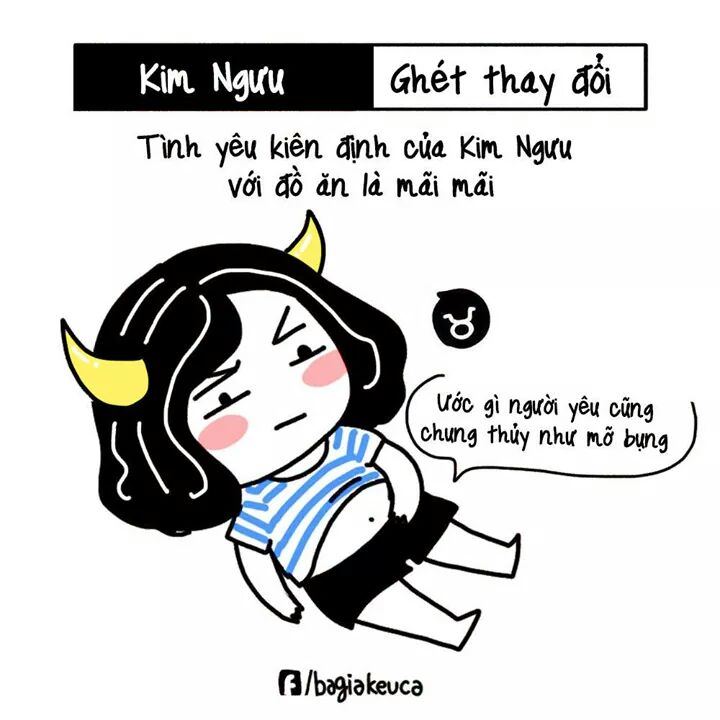 Kim Ngưu
Ghét thay đổi
Tình yêu kiên định của Kim Ngưu
với đồ ăn là mãi mãi
Ước gì người yêu cũng
chung thủy như mỡ bụng
f/bagiakeuca